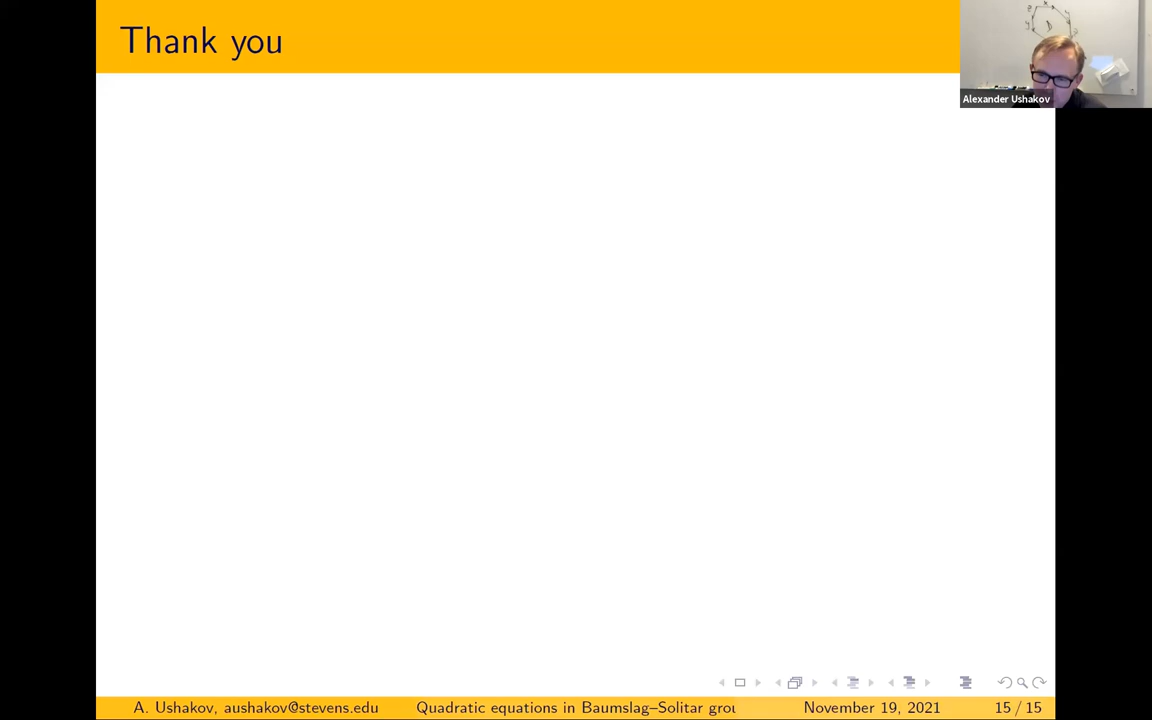 Thank you
Alexander Ushakov
A. Ushakov, aushakov@stevens.edu
Quadratic equations in Baumslag–Solitar grou
November 19, 2021
15 / 15